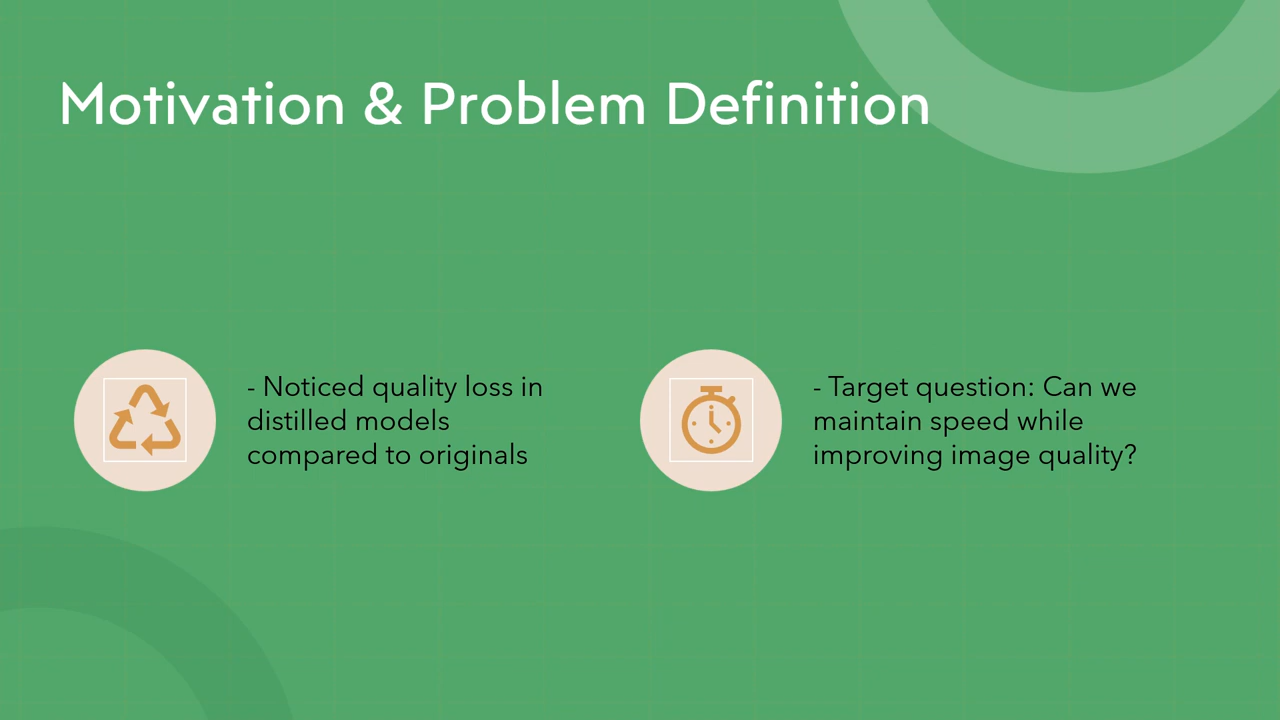 Motivation & Problem Definition
- Noticed quality loss in
distilled models
compared to originals
- Target question: Can we
maintain speed while
improving image quality?